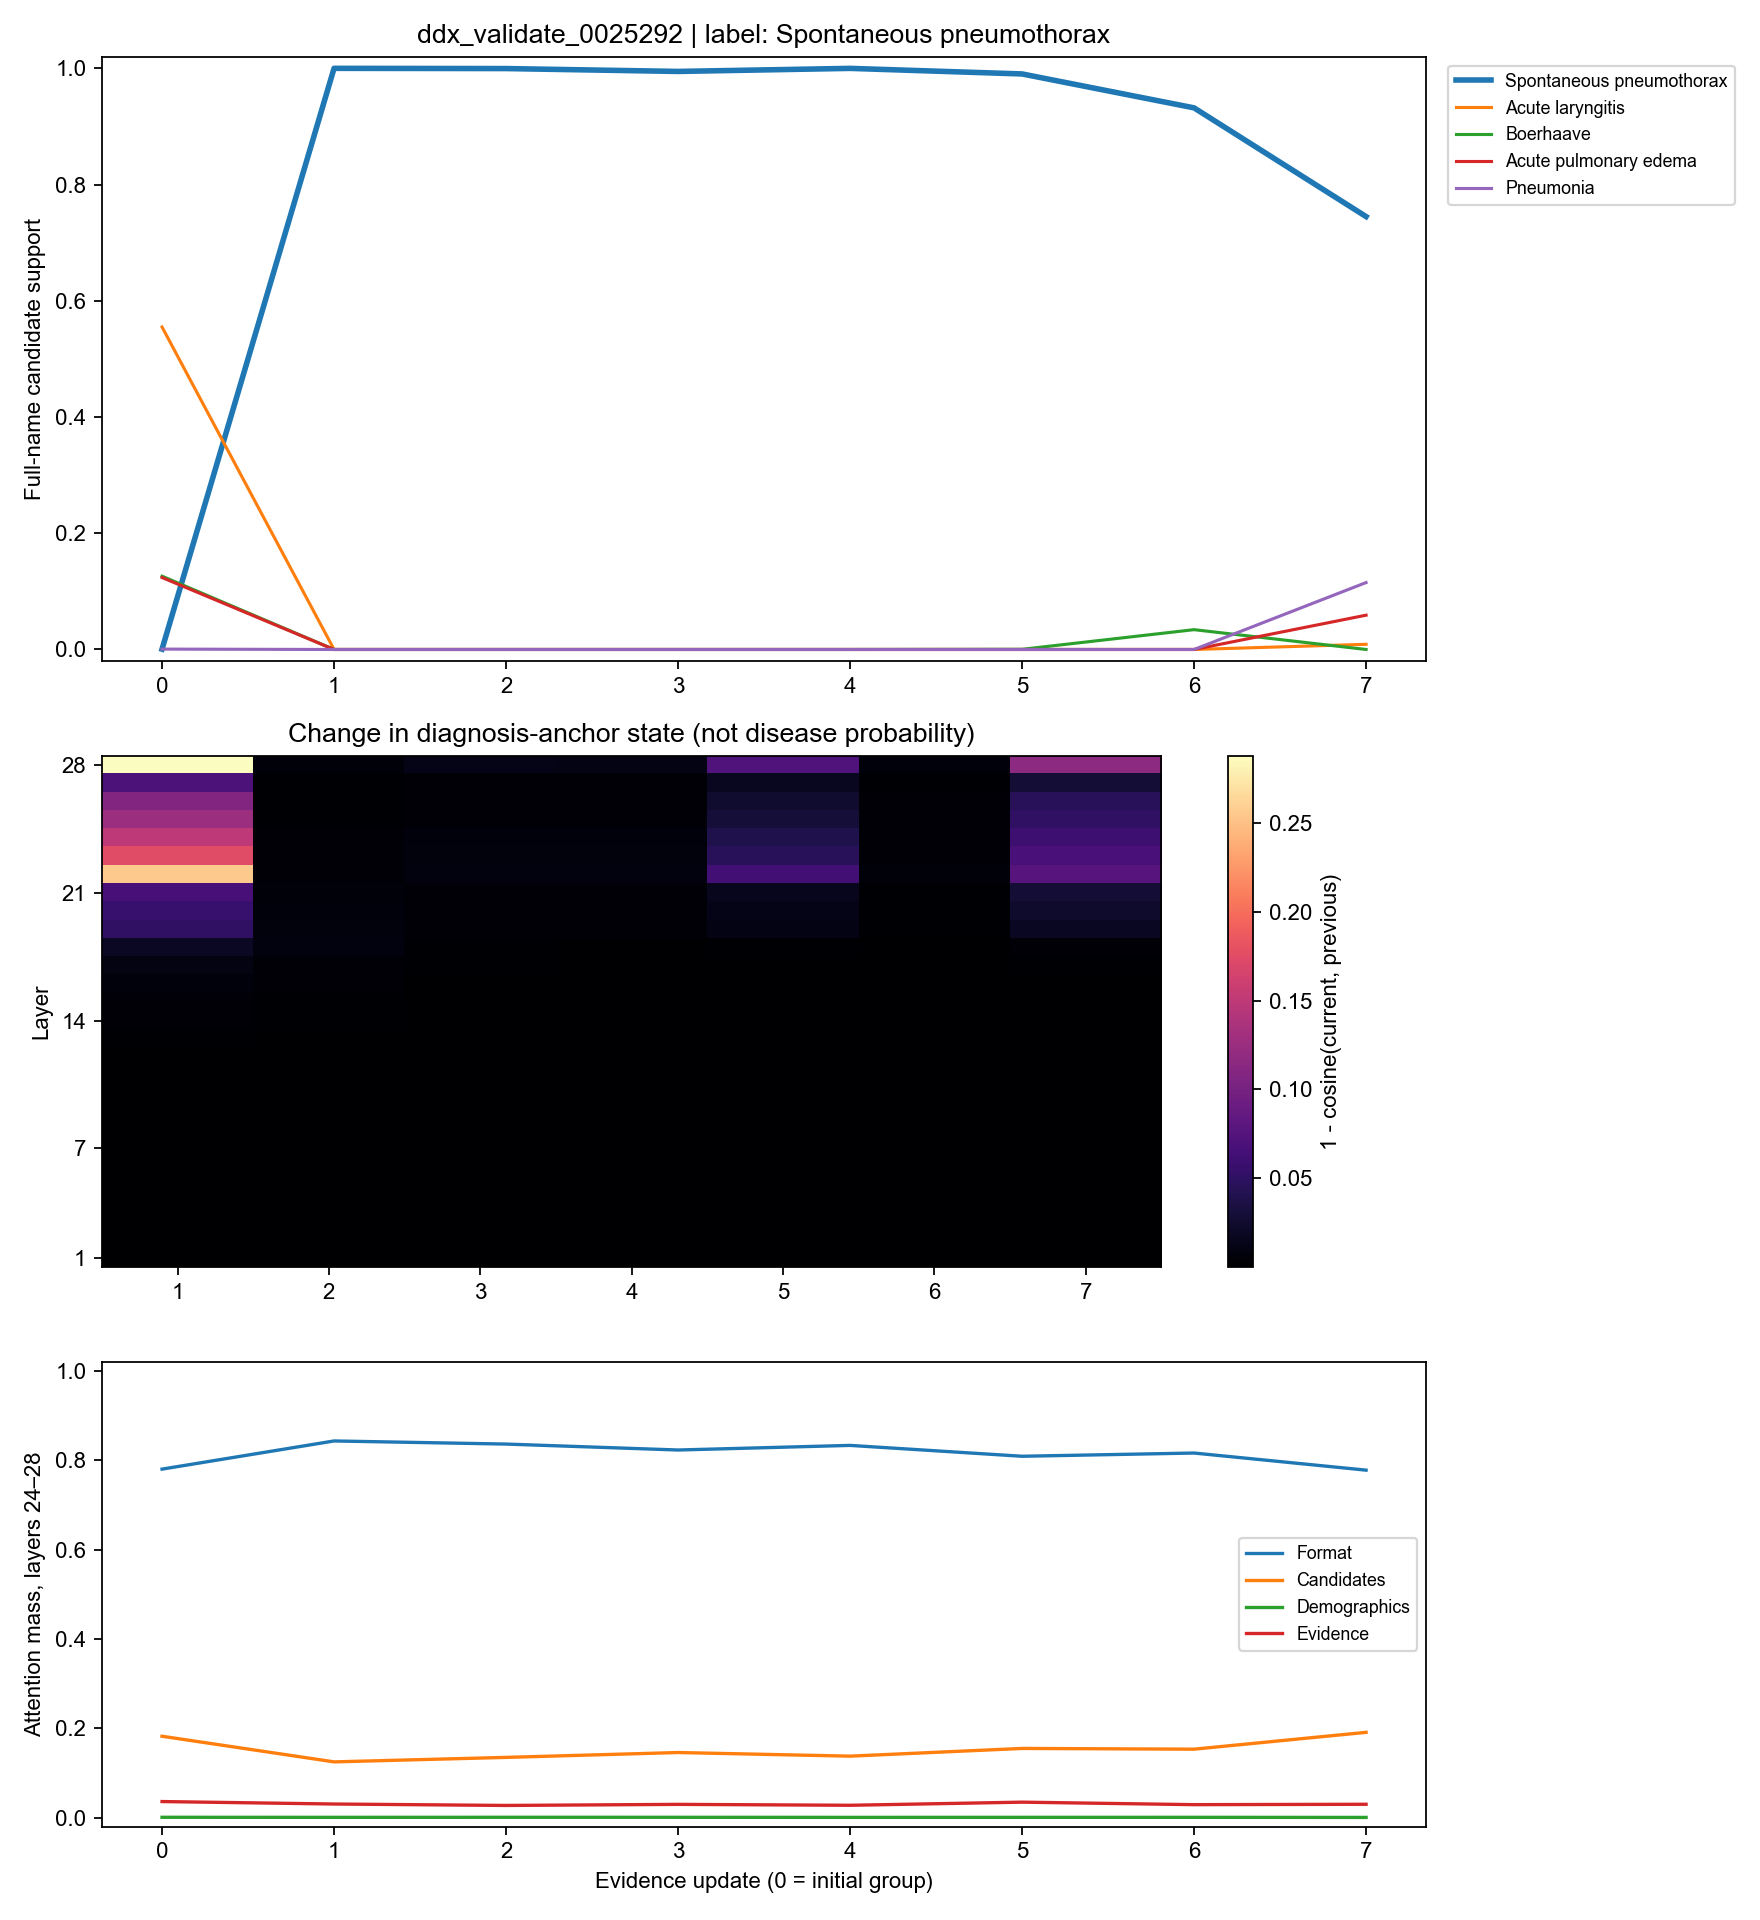 ddx_validate_0025292 | label: Spontaneous pneumothorax
Full-name candidate support
1.0
0.8
0.6
0.4
0.2
0.0
0 1 2 3 4 5 6 7
Spontaneous pneumothorax
Acute laryngitis
Boerhaave
Acute pulmonary edema
Pneumonia
Change in diagnosis-anchor state (not disease probability)
Layer
28
21
14
7
1
1 2 3 4 5 6 7
0.25
0.20
0.15
0.10
0.05
1 - cosine(current, previous)
Attention mass, layers 24–28
1.0
0.8
0.6
0.4
0.2
0.0
Format
Candidates
Demographics
Evidence
0 1 2 3 4 5 6 7
Evidence update (0 = initial group)